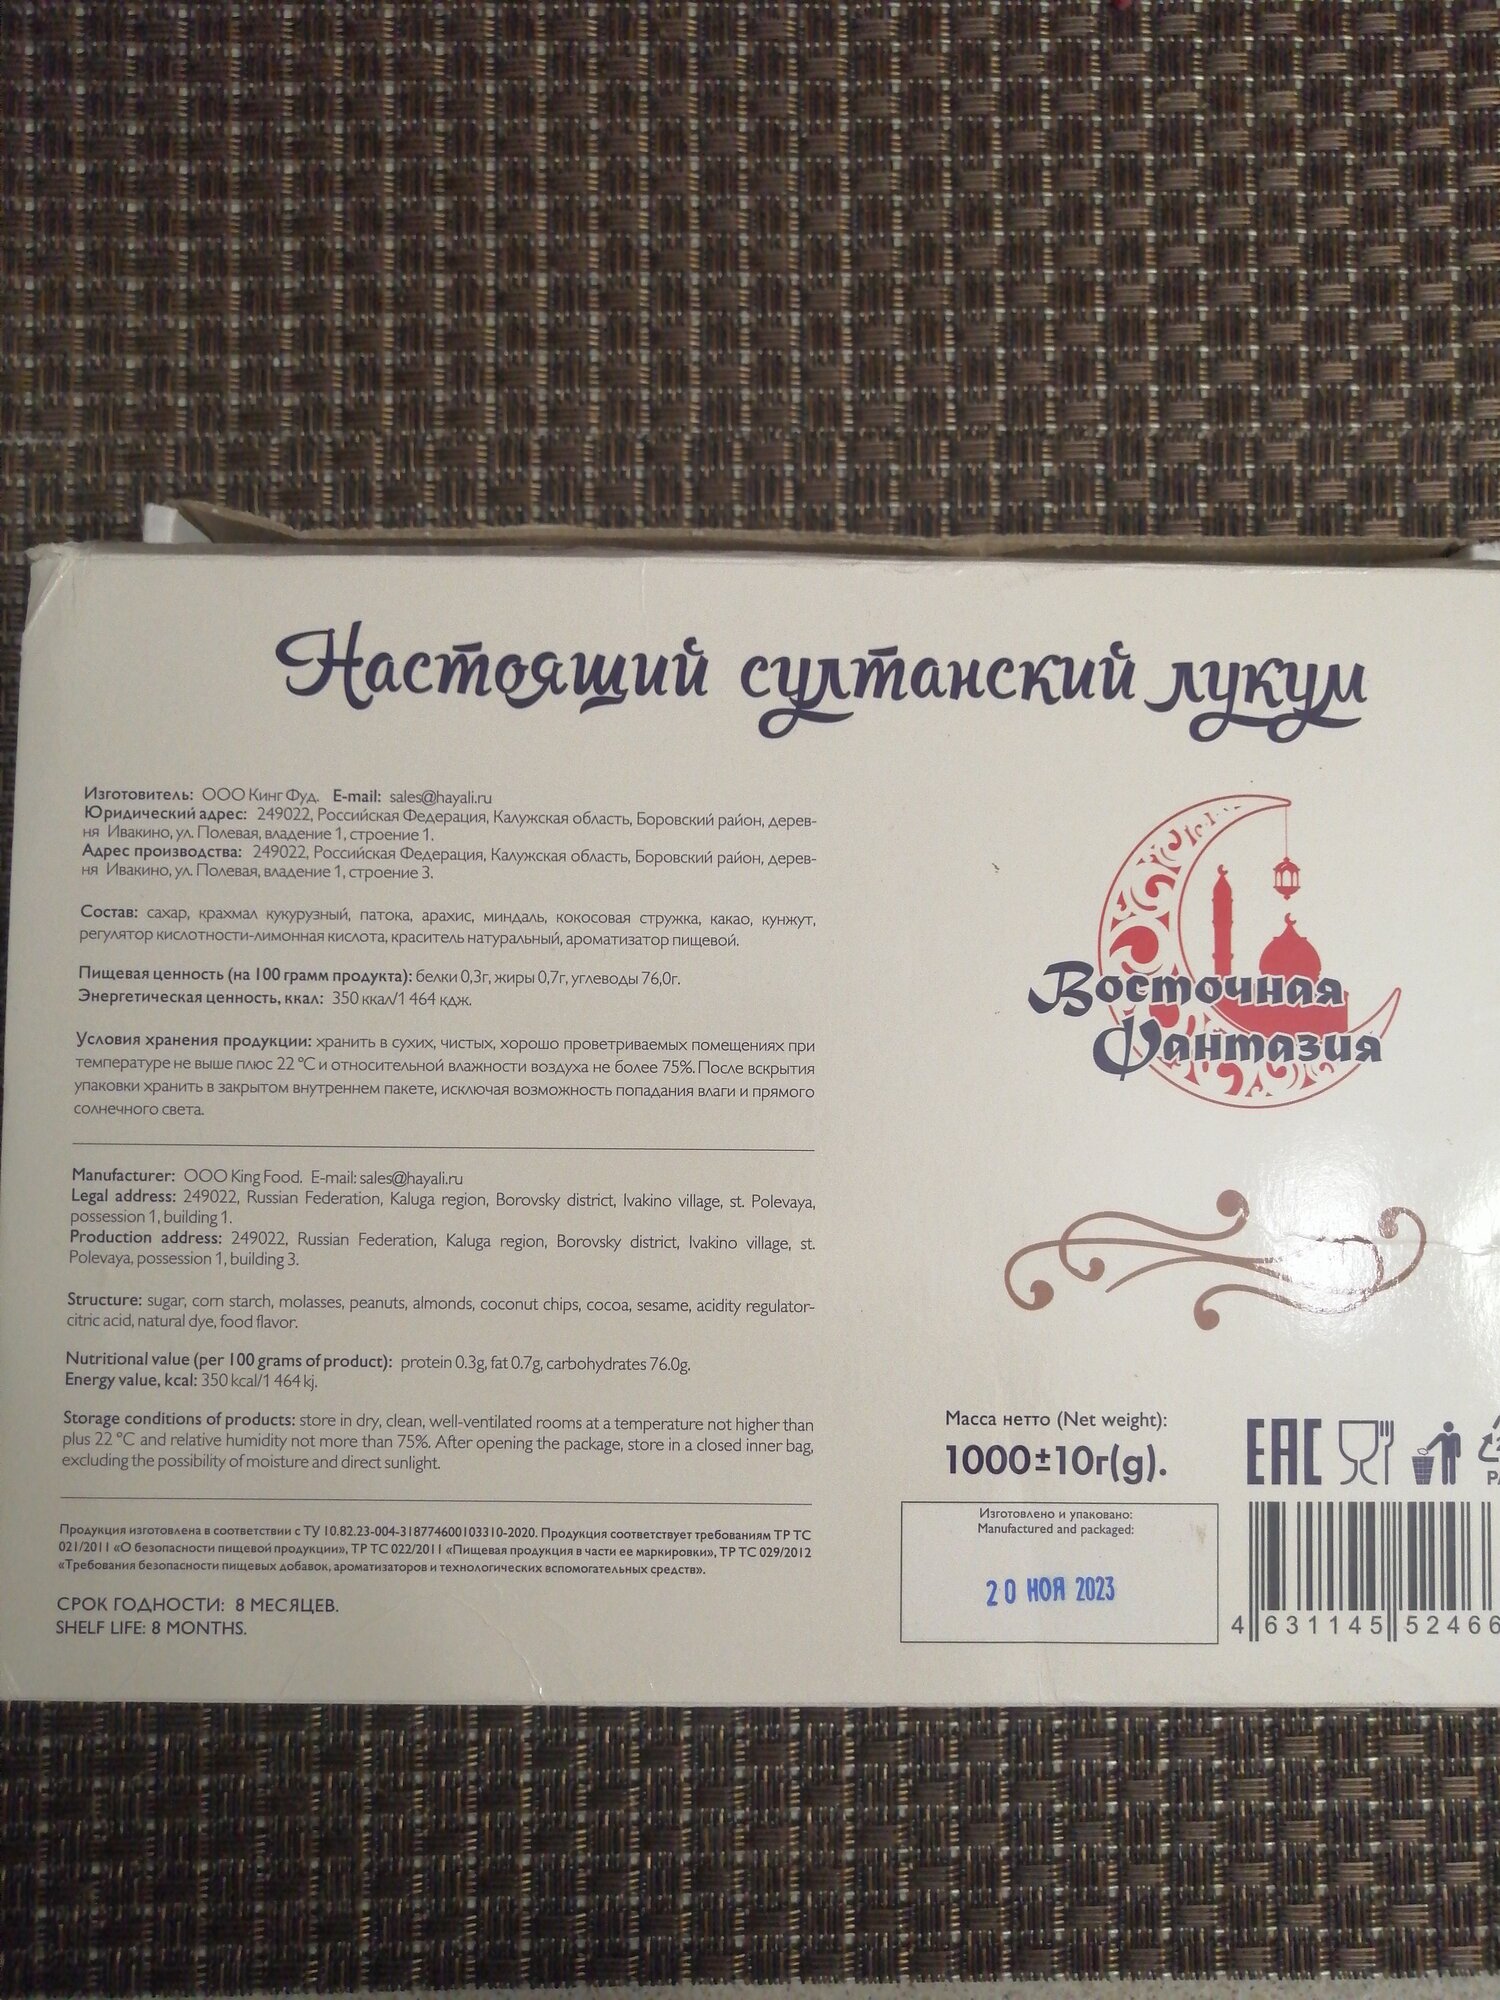 Настоящий султанский лукум
Изготовитель: ООО Кинг Фуд. E-mail: sales@hayali.ru
Юридический адрес: 249022, Российская Федерация, Калужская область, Боровский район, дерев-
ня Ивакино, ул. Полевая, владение 1, строение 1.
Адрес производства: 249022, Российская Федерация, Калужская область, Боровский район, дерев-
ня Ивакино, ул. Полевая, владение 1, строение 3.
Состав: сахар, крахмал кукурузный, патока, арахис, миндаль, кокосовая стружка, какао, кунжут,
регулятор кислотности-лимонная кислота, краситель натуральный, ароматизатор пищевой.
Пищевая ценность (на 100 грамм продукта): белки 0,3г, жиры 0,7г, углеводы 76,0г.
Энергетическая ценность, ккал: 350 ккал/1 464 кдж.
Условия хранения продукции: хранить в сухих, чистых, хорошо проветриваемых помещениях при
температуре не выше плюс 22 °С и относительной влажности воздуха не более 75%. После вскрытия
упаковки хранить в закрытом внутреннем пакете, исключая возможность попадания влаги и прямого
солнечного света.
Manufacturer: OOO King Food. E-mail: sales@hayali.ru
Legal address: 249022, Russian Federation, Kaluga region, Borovsky district, Ivakino village, st. Polevaya,
possession 1, building 1.
Production address: 249022, Russian Federation, Kaluga region, Borovsky district, Ivakino village, st.
Polevaya, possession 1, building 3.
Structure: sugar, corn starch, molasses, peanuts, almonds, coconut chips, cocoa, sesame, acidity regulator-
citric acid, natural dye, food flavor.
Nutritional value (per 100 grams of product): protein 0.3g, fat 0.7g, carbohydrates 76.0g.
Energy value, kcal: 350 kcal/1 464 kj.
Storage conditions of products: store in dry, clean, well-ventilated rooms at a temperature not higher than
plus 22 °C and relative humidity not more than 75%. After opening the package, store in a closed inner bag,
excluding the possibility of moisture and direct sunlight.
Продукция изготовлена в соответствии с ТУ 10.82.23-004-318774600103310-2020. Продукция соответствует требованиям ТР ТС
021/2011 «О безопасности пищевой продукции», ТР ТС 022/2011 «Пищевая продукция в части ее маркировки», ТР ТС 029/2012
«Требования безопасности пищевых добавок, ароматизаторов и технологических вспомогательных средств».
СРОК ГОДНОСТИ: 8 МЕСЯЦЕВ.
SHELF LIFE: 8 MONTHS.
Восточная
Фантазия
Масса нетто (Net weight):
1000±10г(g).
EAC
Изготовлено и упаковано:
Manufactured and packaged:
20 НОЯ 2023
4 631145 52466